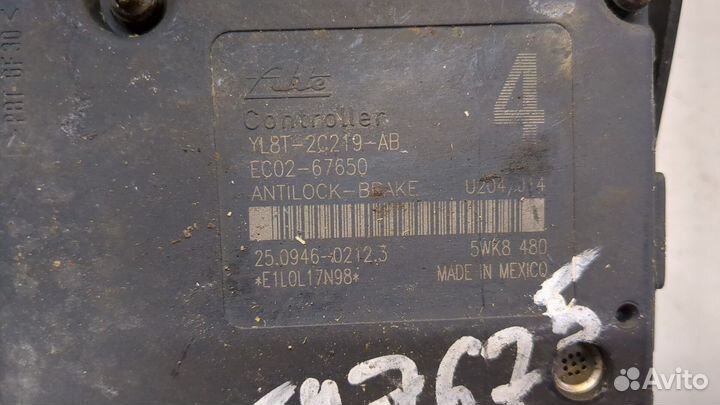 Ate
4
Controller
YL8T-2C219-AB
EC02-67650
ANTILOCK-BRAKE U204/J14
25.0946-0212.3 5WK8 480
*E1L0L17N98* MADE IN MEXICO
Avito